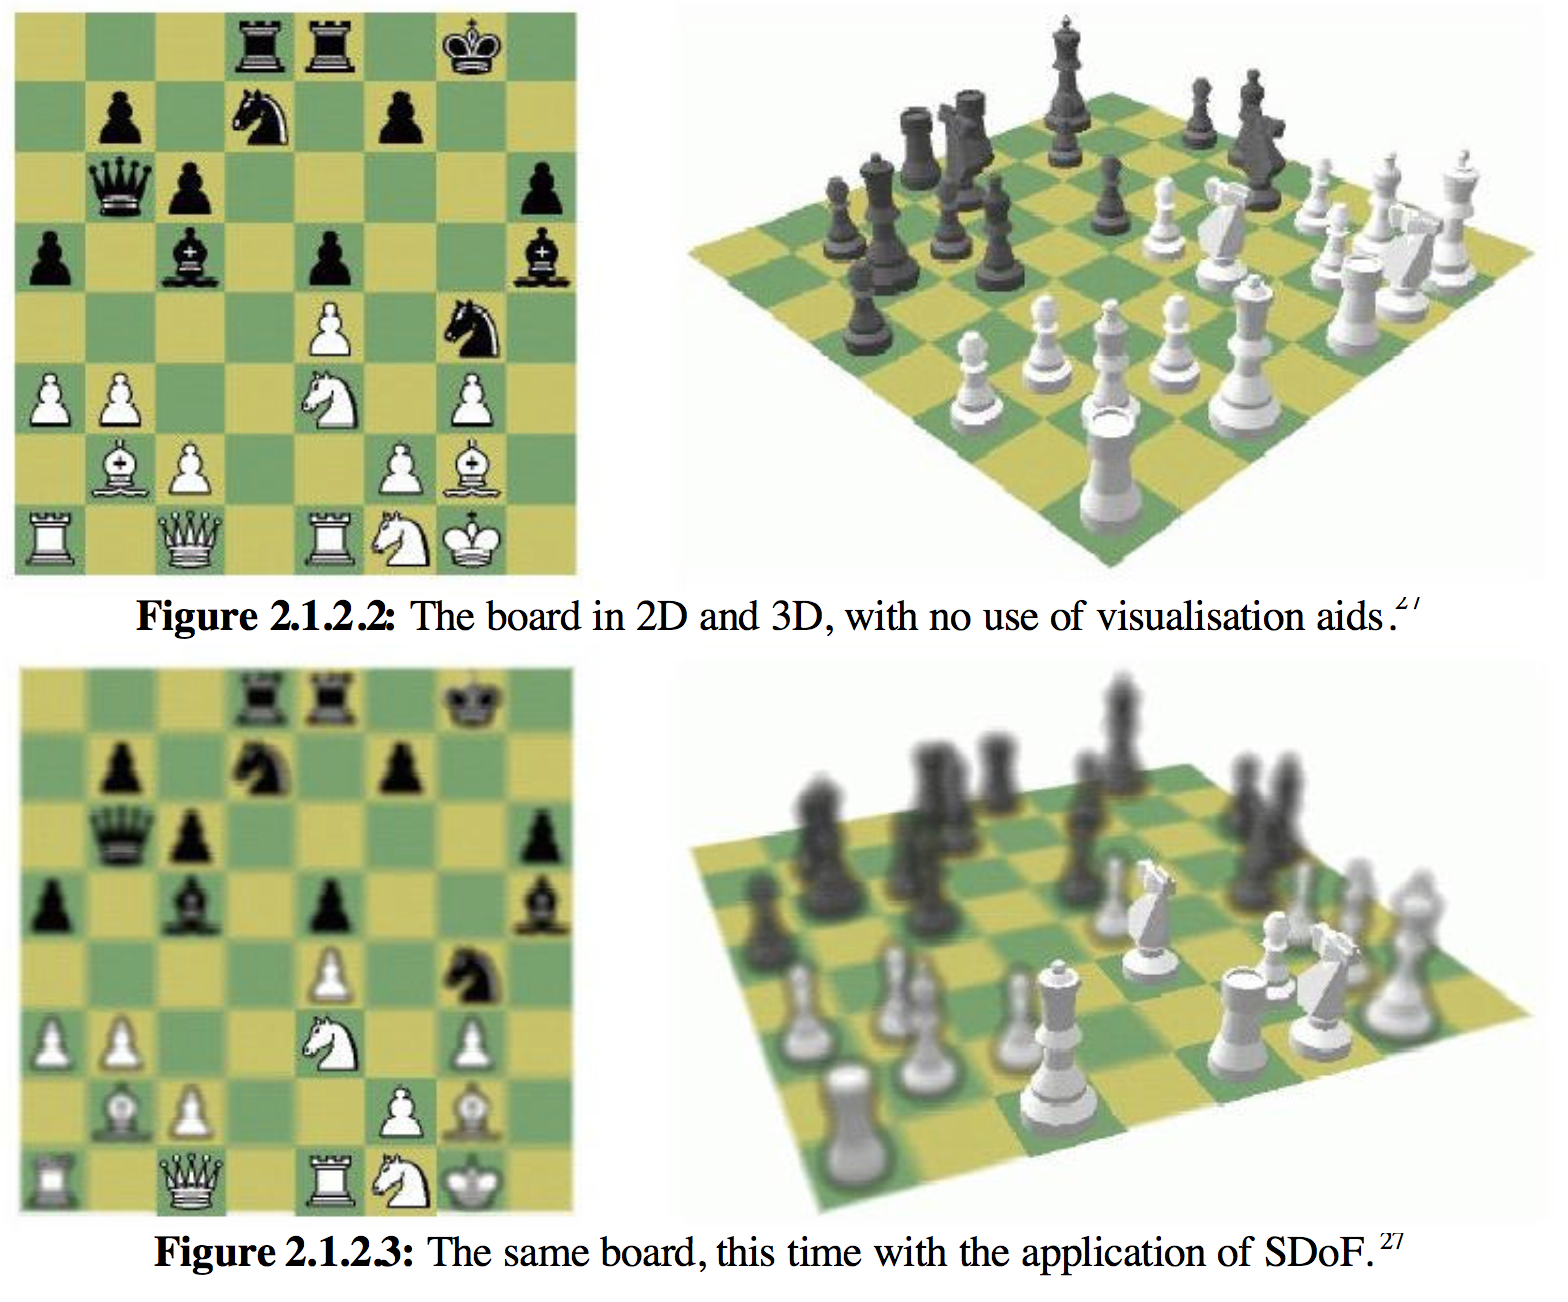 Figure 2.1.2.2: The board in 2D and 3D, with no use of visualisation aids.27
Figure 2.1.2.3: The same board, this time with the application of SDoF.27